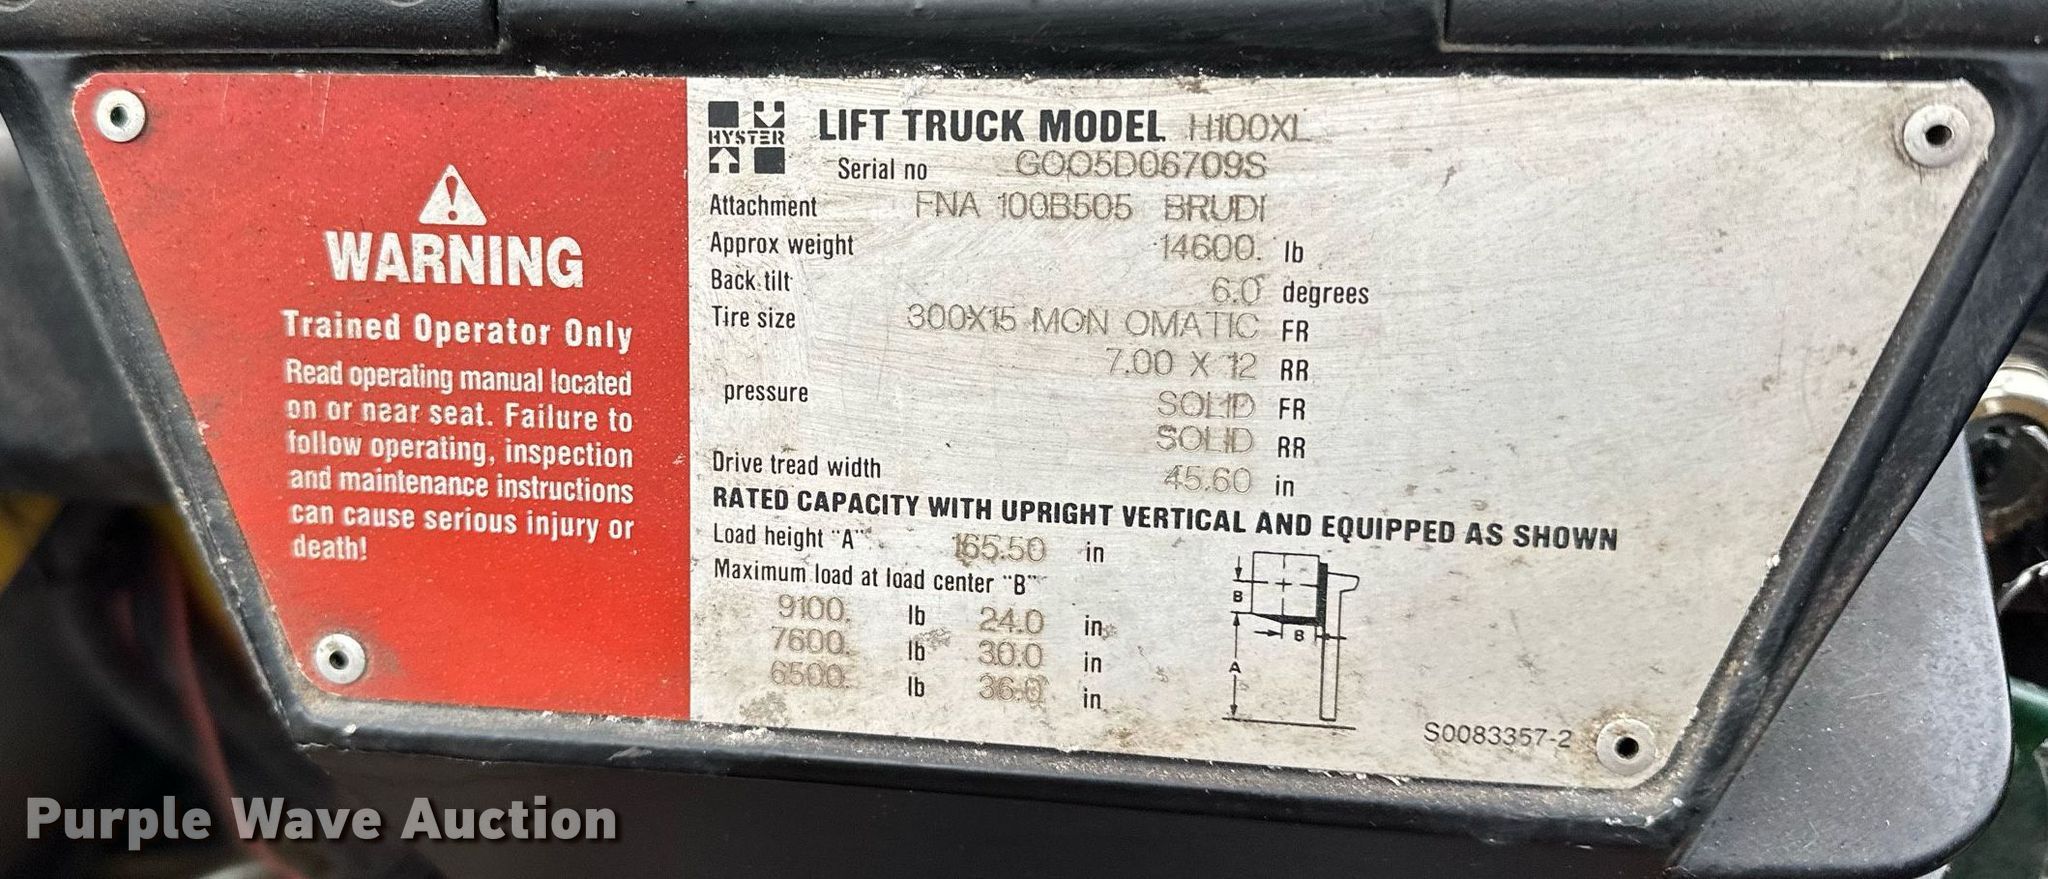 HYSTER
LIFT TRUCK MODEL H100XL
Serial no G005D06709S
Attachment FNA 100B505 BRUDI
Approx weight 14600. lb
Back tilt 6.0 degrees
Tire size 300X15 MON OMATIC FR
7.00 X 12 RR
pressure SOLID FR
SOLID RR
Drive tread width 45.60 in
RATED CAPACITY WITH UPRIGHT VERTICAL AND EQUIPPED AS SHOWN
Load height "A" 165.50 in
Maximum load at load center "B"
9100. lb 24.0 in
7600. lb 30.0 in
6500. lb 36.0 in
B
B
A
S0083357-2
WARNING
Trained Operator Only
Read operating manual located
on or near seat. Failure to
follow operating, inspection
and maintenance instructions
can cause serious injury or
death!
Purple Wave Auction